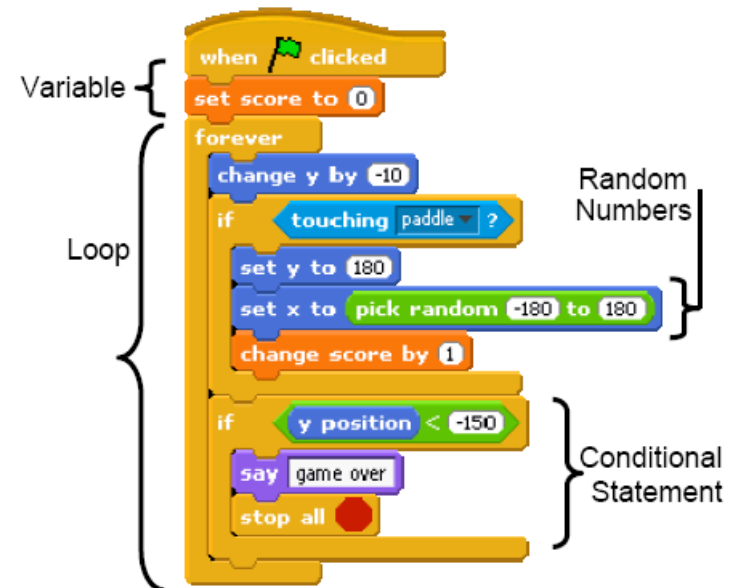 when clicked
Variable
set score to 0
forever
change y by -10
Random
Numbers
if touching paddle ?
Loop
set y to 180
set x to pick random -180 to 180
change score by 1
if y position < -150
say game over
Conditional
Statement
stop all